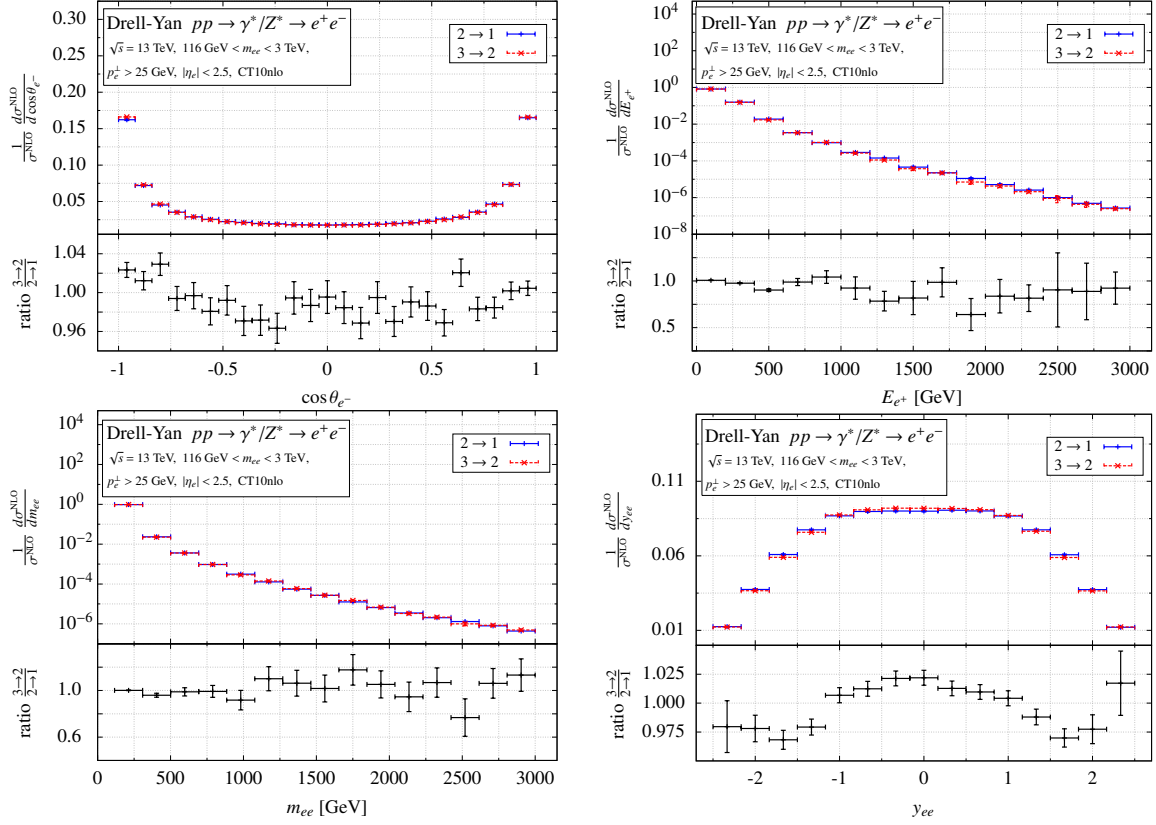 Drell-Yan pp → γ*/Z* → e⁺e⁻
√s = 13 TeV, 116 GeV < m_ee < 3 TeV,
p_e^⊥ > 25 GeV, |η_e| < 2.5, CT10nlo
2 → 1
3 → 2
1/σ^NLO dσ^NLO/d cos θ_e⁻
0.30
0.25
0.20
0.15
0.10
0.05
ratio 3→2/2→1
1.04
1.00
0.96
-1 -0.5 0 0.5 1
cos θ_e⁻
Drell-Yan pp → γ*/Z* → e⁺e⁻
√s = 13 TeV, 116 GeV < m_ee < 3 TeV,
p_e^⊥ > 25 GeV, |η_e| < 2.5, CT10nlo
2 → 1
3 → 2
1/σ^NLO dσ^NLO/dE_e⁺
10⁴
10²
10⁰
10⁻²
10⁻⁴
10⁻⁶
10⁻⁸
ratio 3→2/2→1
1.0
0.5
0 500 1000 1500 2000 2500 3000
E_e⁺ [GeV]
Drell-Yan pp → γ*/Z* → e⁺e⁻
√s = 13 TeV, 116 GeV < m_ee < 3 TeV,
p_e^⊥ > 25 GeV, |η_e| < 2.5, CT10nlo
2 → 1
3 → 2
1/σ^NLO dσ^NLO/dm_ee
10⁴
10²
10⁰
10⁻²
10⁻⁴
10⁻⁶
ratio 3→2/2→1
1.0
0.6
0 500 1000 1500 2000 2500 3000
m_ee [GeV]
Drell-Yan pp → γ*/Z* → e⁺e⁻
√s = 13 TeV, 116 GeV < m_ee < 3 TeV,
p_e^⊥ > 25 GeV, |η_e| < 2.5, CT10nlo
2 → 1
3 → 2
1/σ^NLO dσ^NLO/dy_ee
0.11
0.06
0.01
ratio 3→2/2→1
1.025
1.000
0.975
-2 -1 0 1 2
y_ee